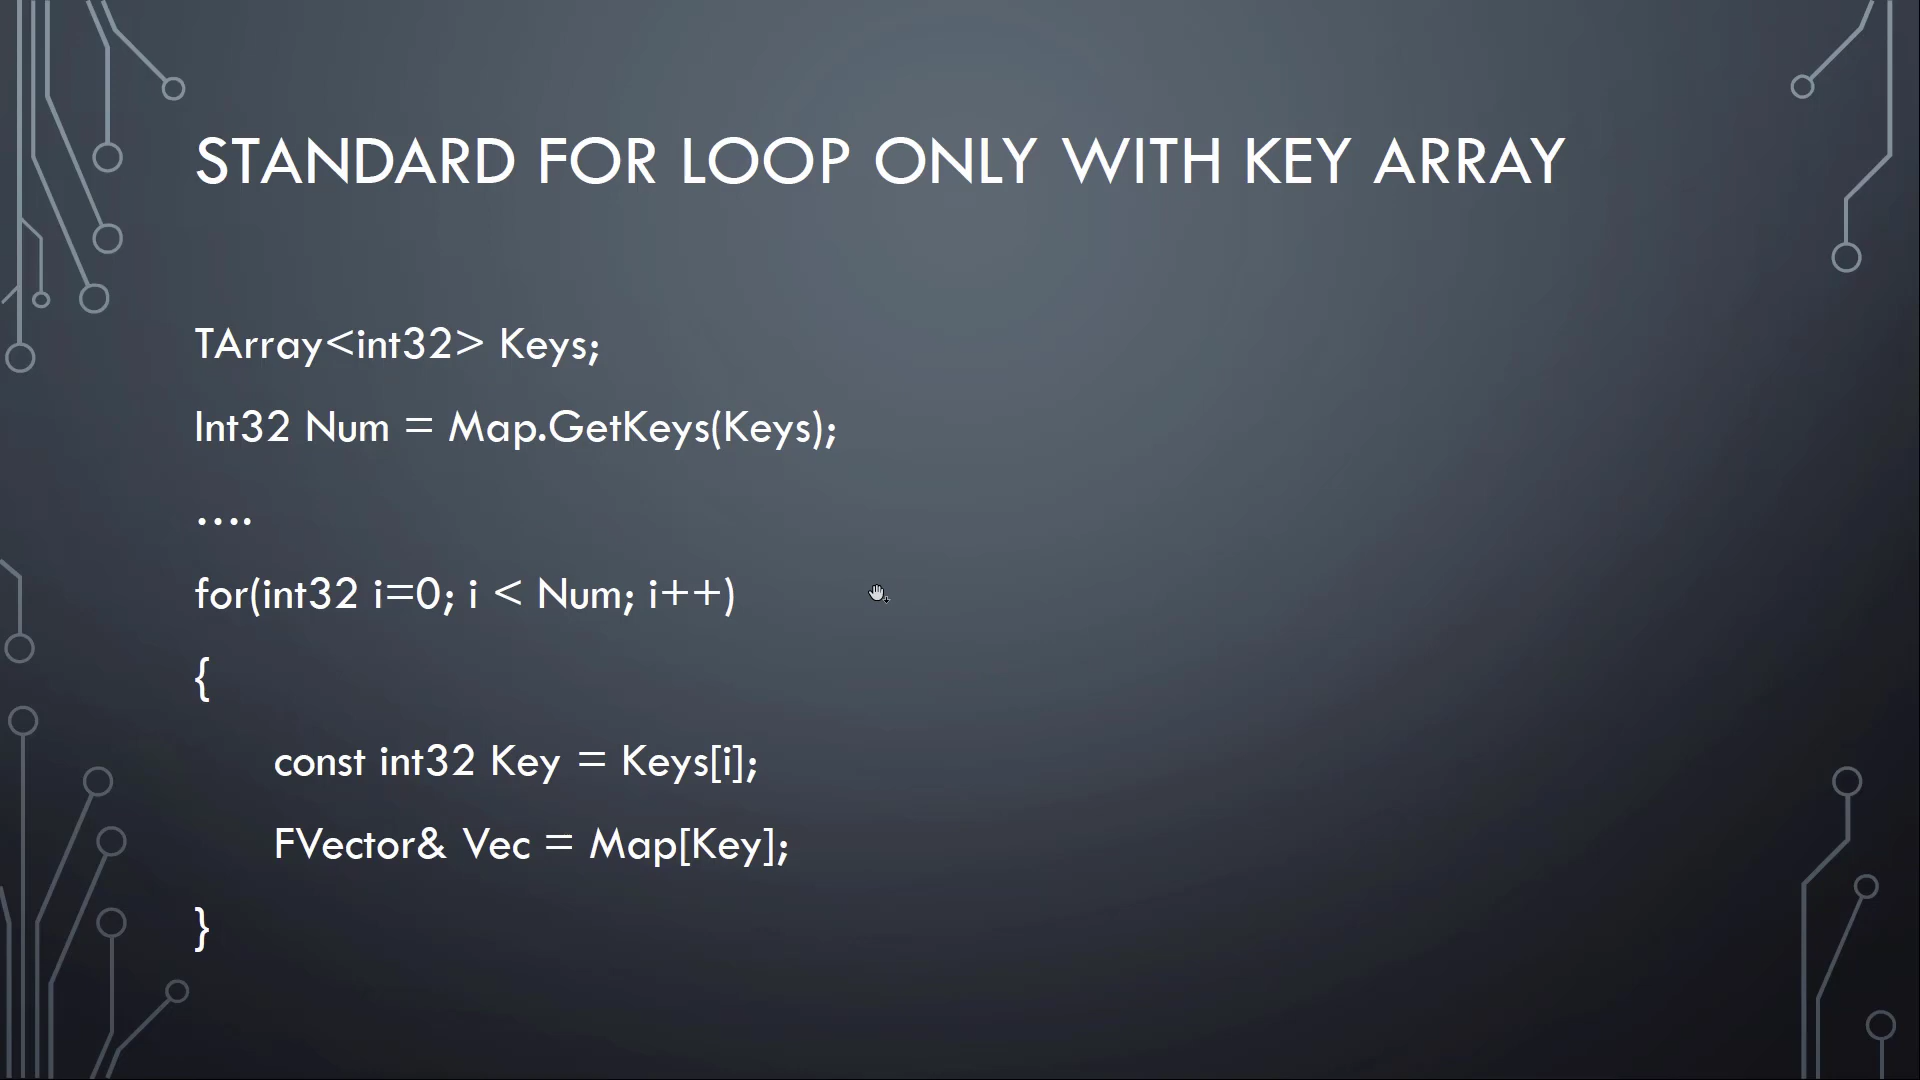 STANDARD FOR LOOP ONLY WITH KEY ARRAY
TArray<int32> Keys;
Int32 Num = Map.GetKeys(Keys);
....
for(int32 i=0; i < Num; i++)
{
const int32 Key = Keys[i];
FVector& Vec = Map[Key];
}